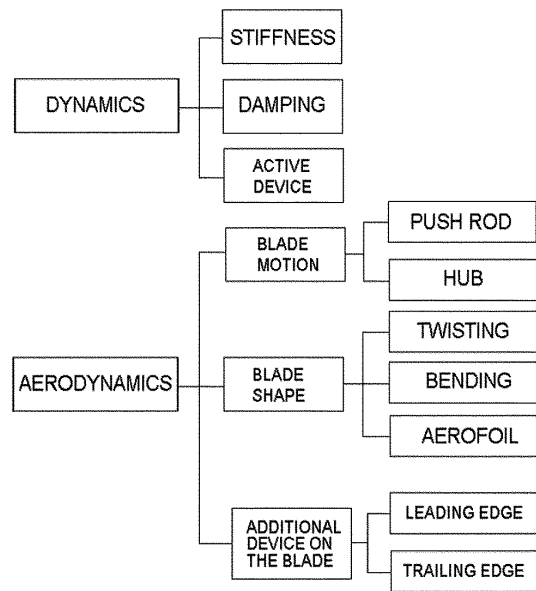 DYNAMICS
STIFFNESS
DAMPING
ACTIVE
DEVICE
AERODYNAMICS
BLADE
MOTION
PUSH ROD
HUB
BLADE
SHAPE
TWISTING
BENDING
AEROFOIL
ADDITIONAL
DEVICE ON
THE BLADE
LEADING EDGE
TRAILING EDGE